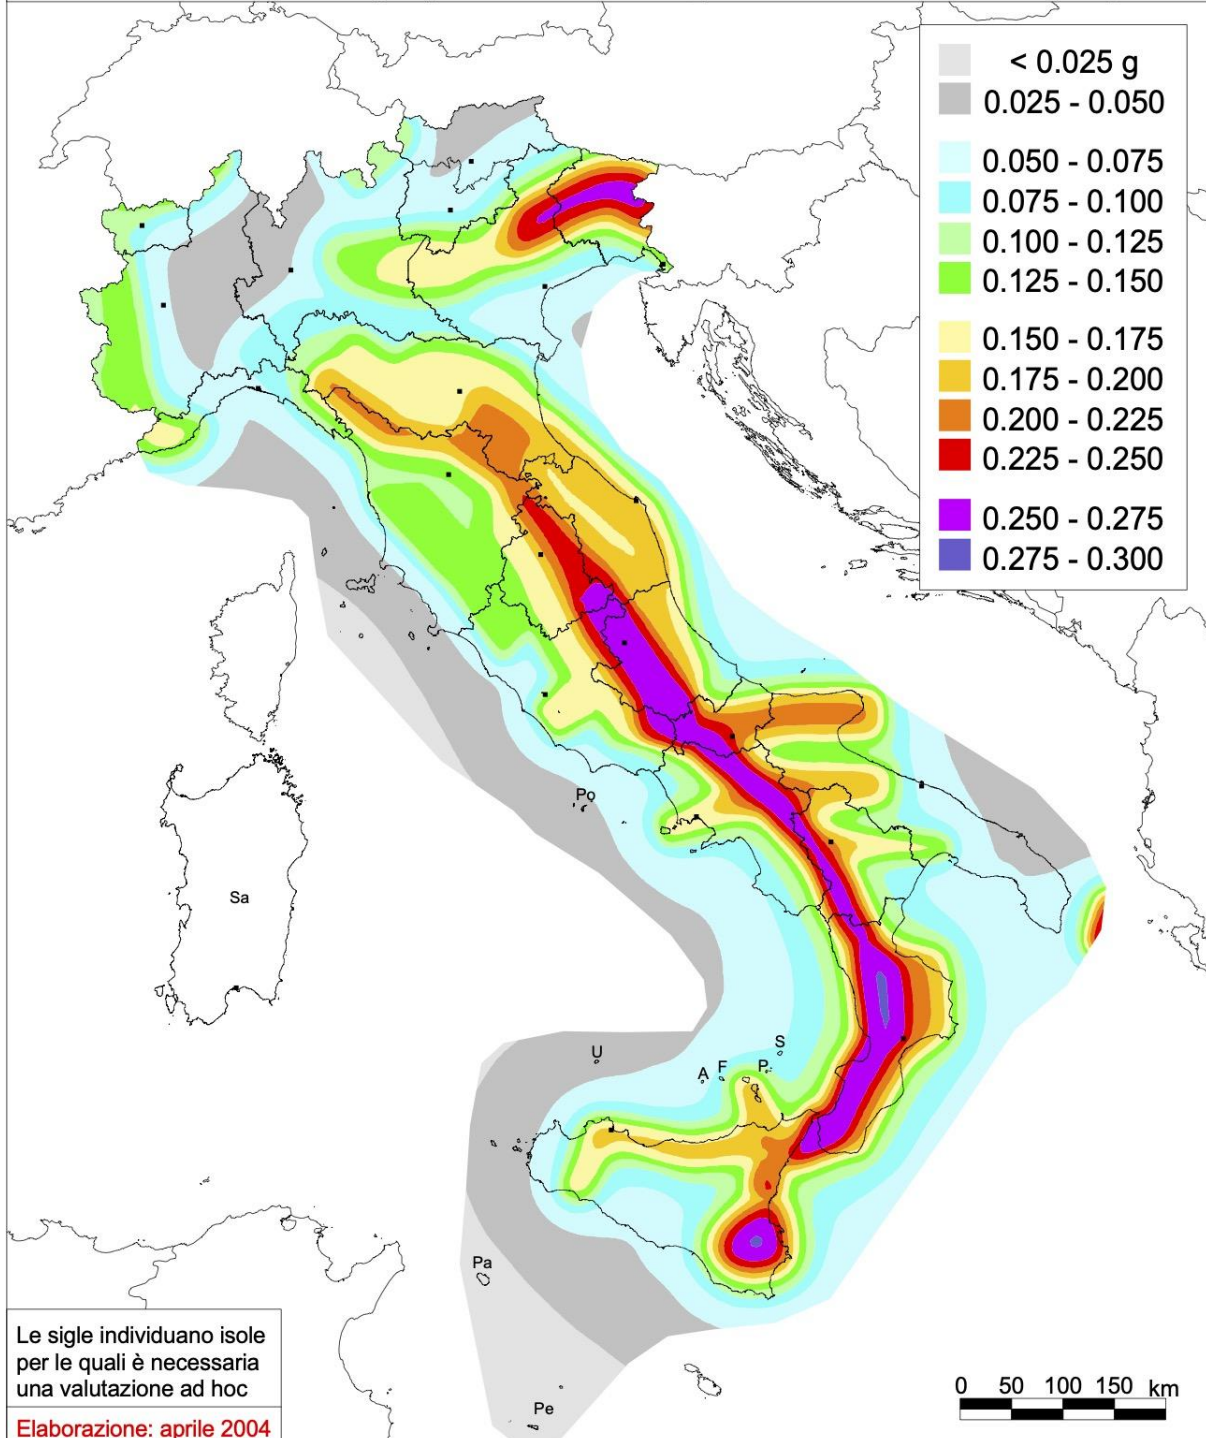 < 0.025 g
0.025 - 0.050
0.050 - 0.075
0.075 - 0.100
0.100 - 0.125
0.125 - 0.150
0.150 - 0.175
0.175 - 0.200
0.200 - 0.225
0.225 - 0.250
0.250 - 0.275
0.275 - 0.300
Po
Sa
U
A
F
P
S
Pa
Pe
Le sigle individuano isole
per le quali è necessaria
una valutazione ad hoc
Elaborazione: aprile 2004
0 50 100 150 km